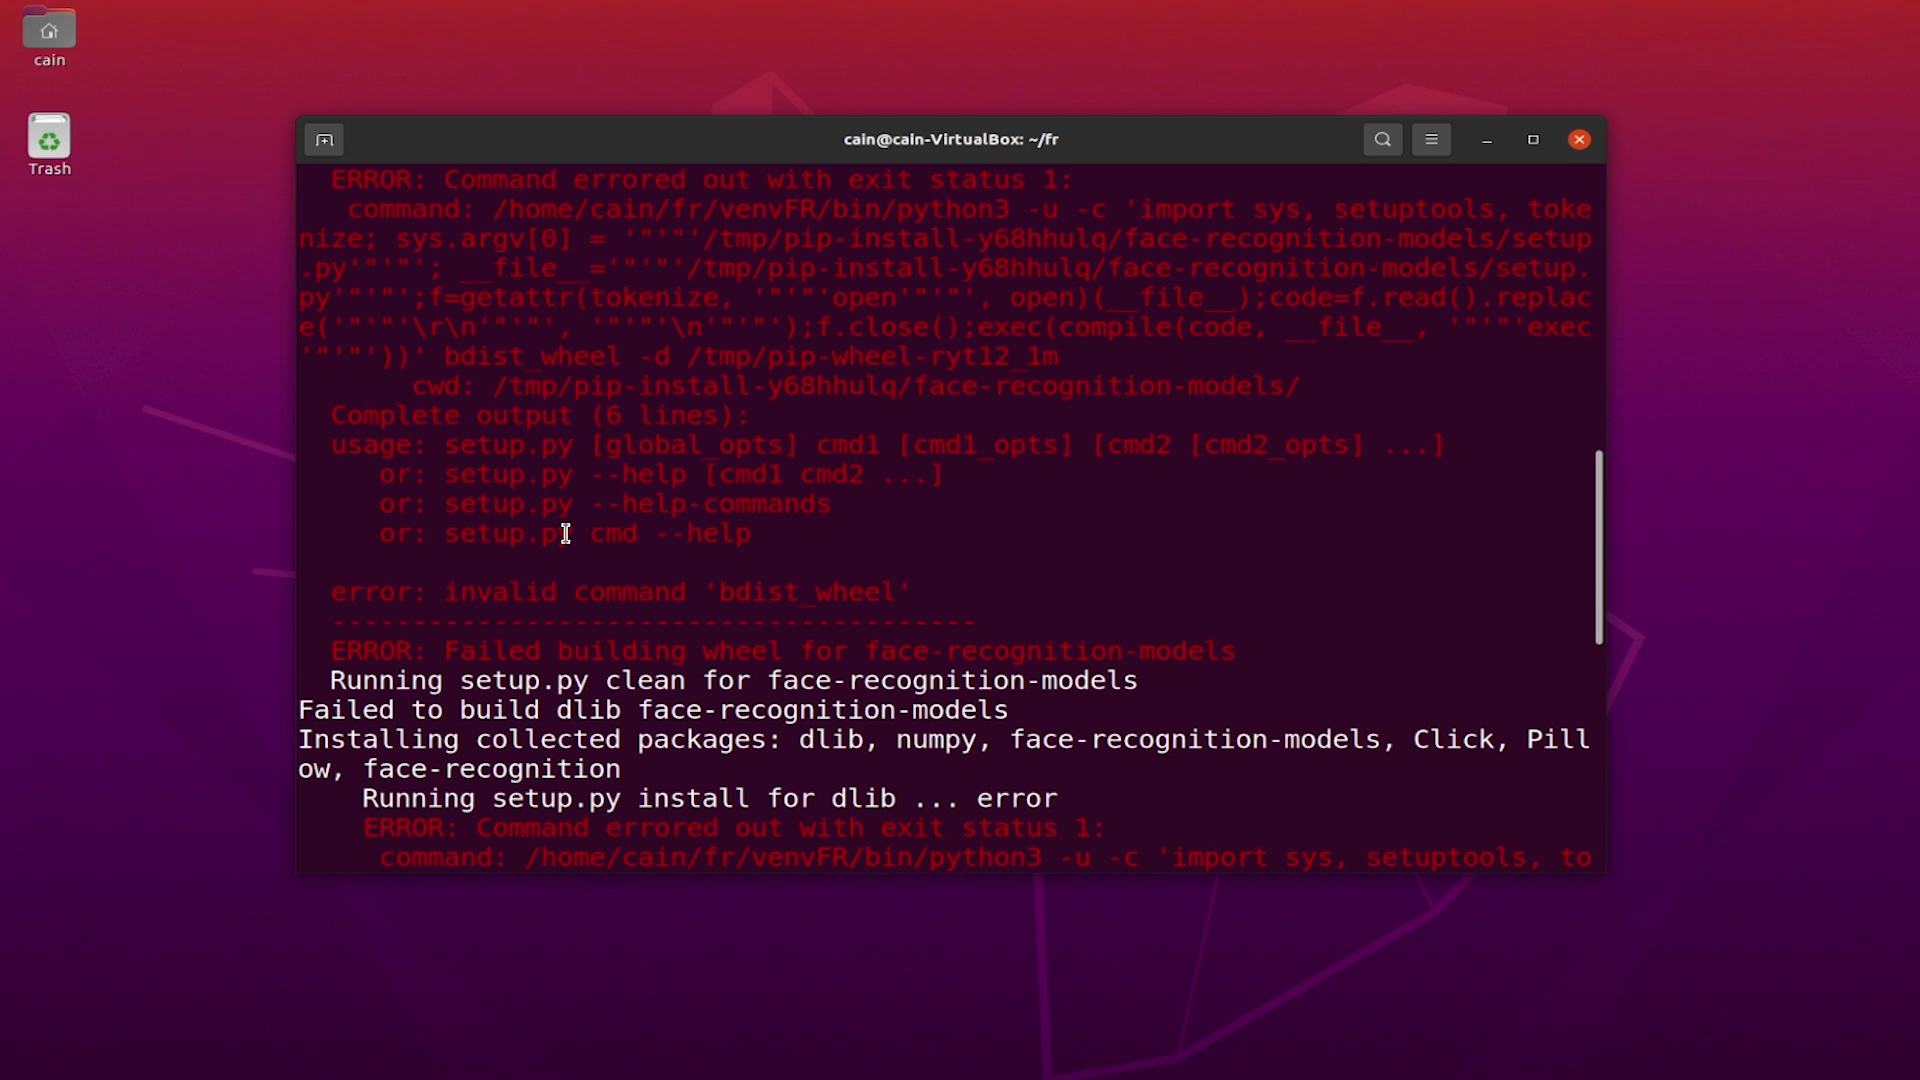 cain
Trash
cain@cain-VirtualBox: ~/fr
ERROR: Command errored out with exit status 1:
command: /home/cain/fr/venvFR/bin/python3 -u -c 'import sys, setuptools, toke
nize; sys.argv[0] = '"'"'/tmp/pip-install-y68hhulq/face-recognition-models/setup
.py'"'"'; __file__='"'"'/tmp/pip-install-y68hhulq/face-recognition-models/setup.
py'"'"';f=getattr(tokenize, '"'"'open'"'"', open)(__file__);code=f.read().replac
e('"'"'\r\n'"'"', '"'"'\n'"'"');f.close();exec(compile(code, __file__, '"'"'exec
'"'"'))' bdist_wheel -d /tmp/pip-wheel-ryt12_1m
cwd: /tmp/pip-install-y68hhulq/face-recognition-models/
Complete output (6 lines):
usage: setup.py [global_opts] cmd1 [cmd1_opts] [cmd2 [cmd2_opts] ...]
or: setup.py --help [cmd1 cmd2 ...]
or: setup.py --help-commands
or: setup.py cmd --help
error: invalid command 'bdist_wheel'
----------------------------------------
ERROR: Failed building wheel for face-recognition-models
Running setup.py clean for face-recognition-models
Failed to build dlib face-recognition-models
Installing collected packages: dlib, numpy, face-recognition-models, Click, Pill
ow, face-recognition
Running setup.py install for dlib ... error
ERROR: Command errored out with exit status 1:
command: /home/cain/fr/venvFR/bin/python3 -u -c 'import sys, setuptools, to